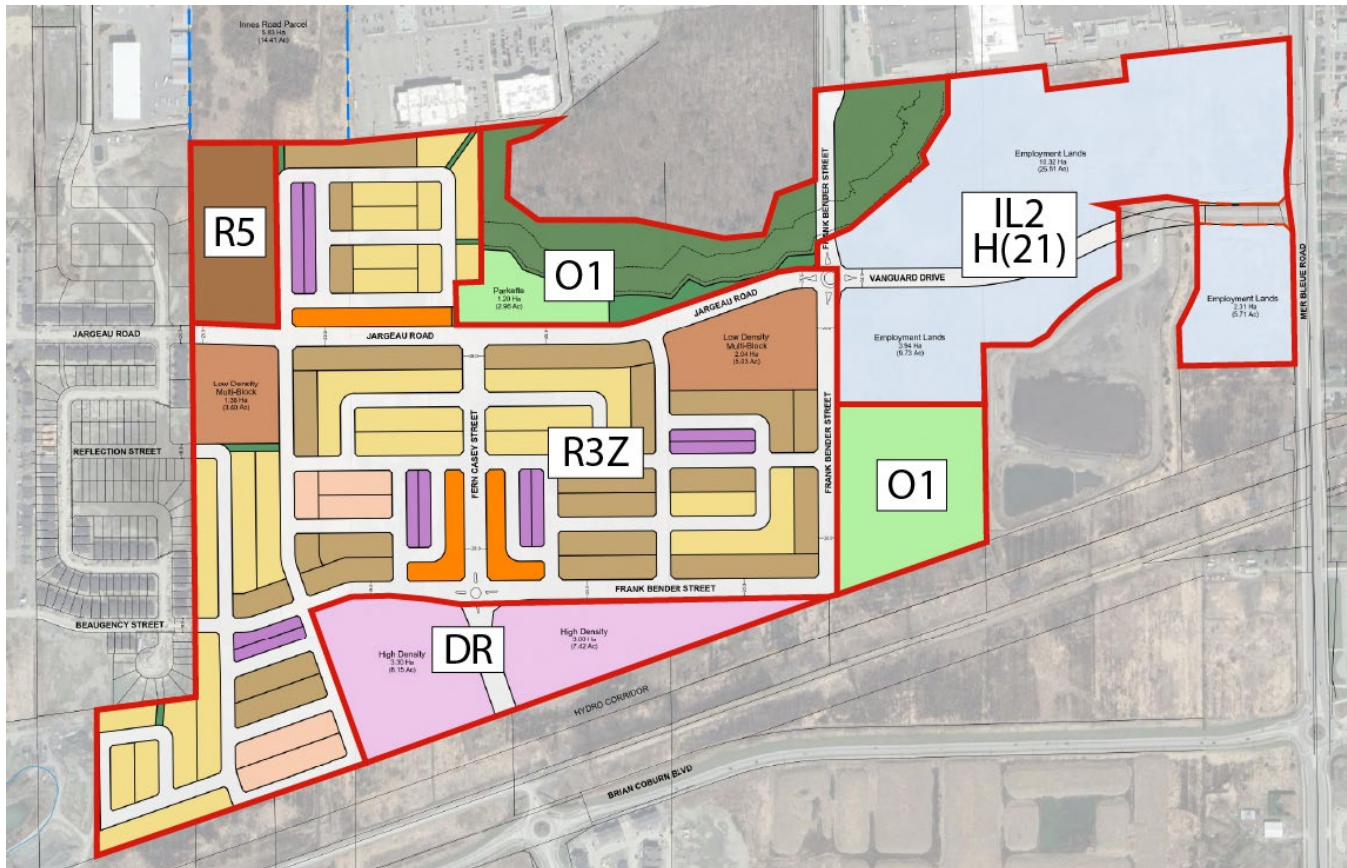 Innes Road Parcel
5.83 Ha
(14.41 Ac)
R5
O1
Parkette
1.20 Ha
(2.96 Ac)
FRANK BENDER STREET
Employment Lands
10.32 Ha
(25.51 Ac)
IL2
H(21)
VANGUARD DRIVE
MER BLEUE ROAD
Employment Lands
2.31 Ha
(5.71 Ac)
JARGEAU ROAD
JARGEAU ROAD
JARGEAU ROAD
Low Density
Multi-Block
2.04 Ha
(5.03 Ac)
Employment Lands
3.94 Ha
(9.73 Ac)
Low Density
Multi-Block
(3.60 Ac)
REFLECTION STREET
FERN CASEY STREET
R3Z
FRANK BENDER STREET
O1
FRANK BENDER STREET
BEAUGENCY STREET
High Density
3.30 Ha
(8.15 Ac)
DR
High Density
3.00 Ha
(7.42 Ac)
HYDRO CORRIDOR
BRIAN COBURN BLVD